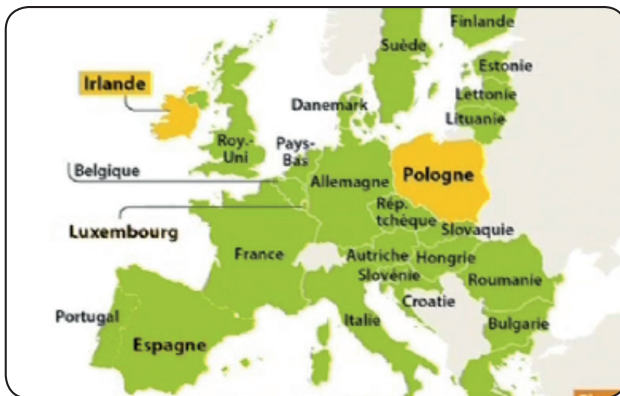 Finlande
Suède
Estonie
Lettonie
Lituanie
Irlande
Danemark
Roy.-
Uni
Pays-
Bas
Belgique
Allemagne
Pologne
Rép.
tchèque
Luxembourg
Slovaquie
France
Autriche
Hongrie
Slovénie
Roumanie
Croatie
Portugal
Espagne
Italie
Bulgarie